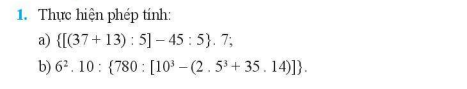 1. Thực hiện phép tính:
a) {[(37 + 13) : 5] – 45 : 5}. 7;
b) 6² . 10 : {780 : [10³ – (2 . 5³ + 35 . 14)]}.